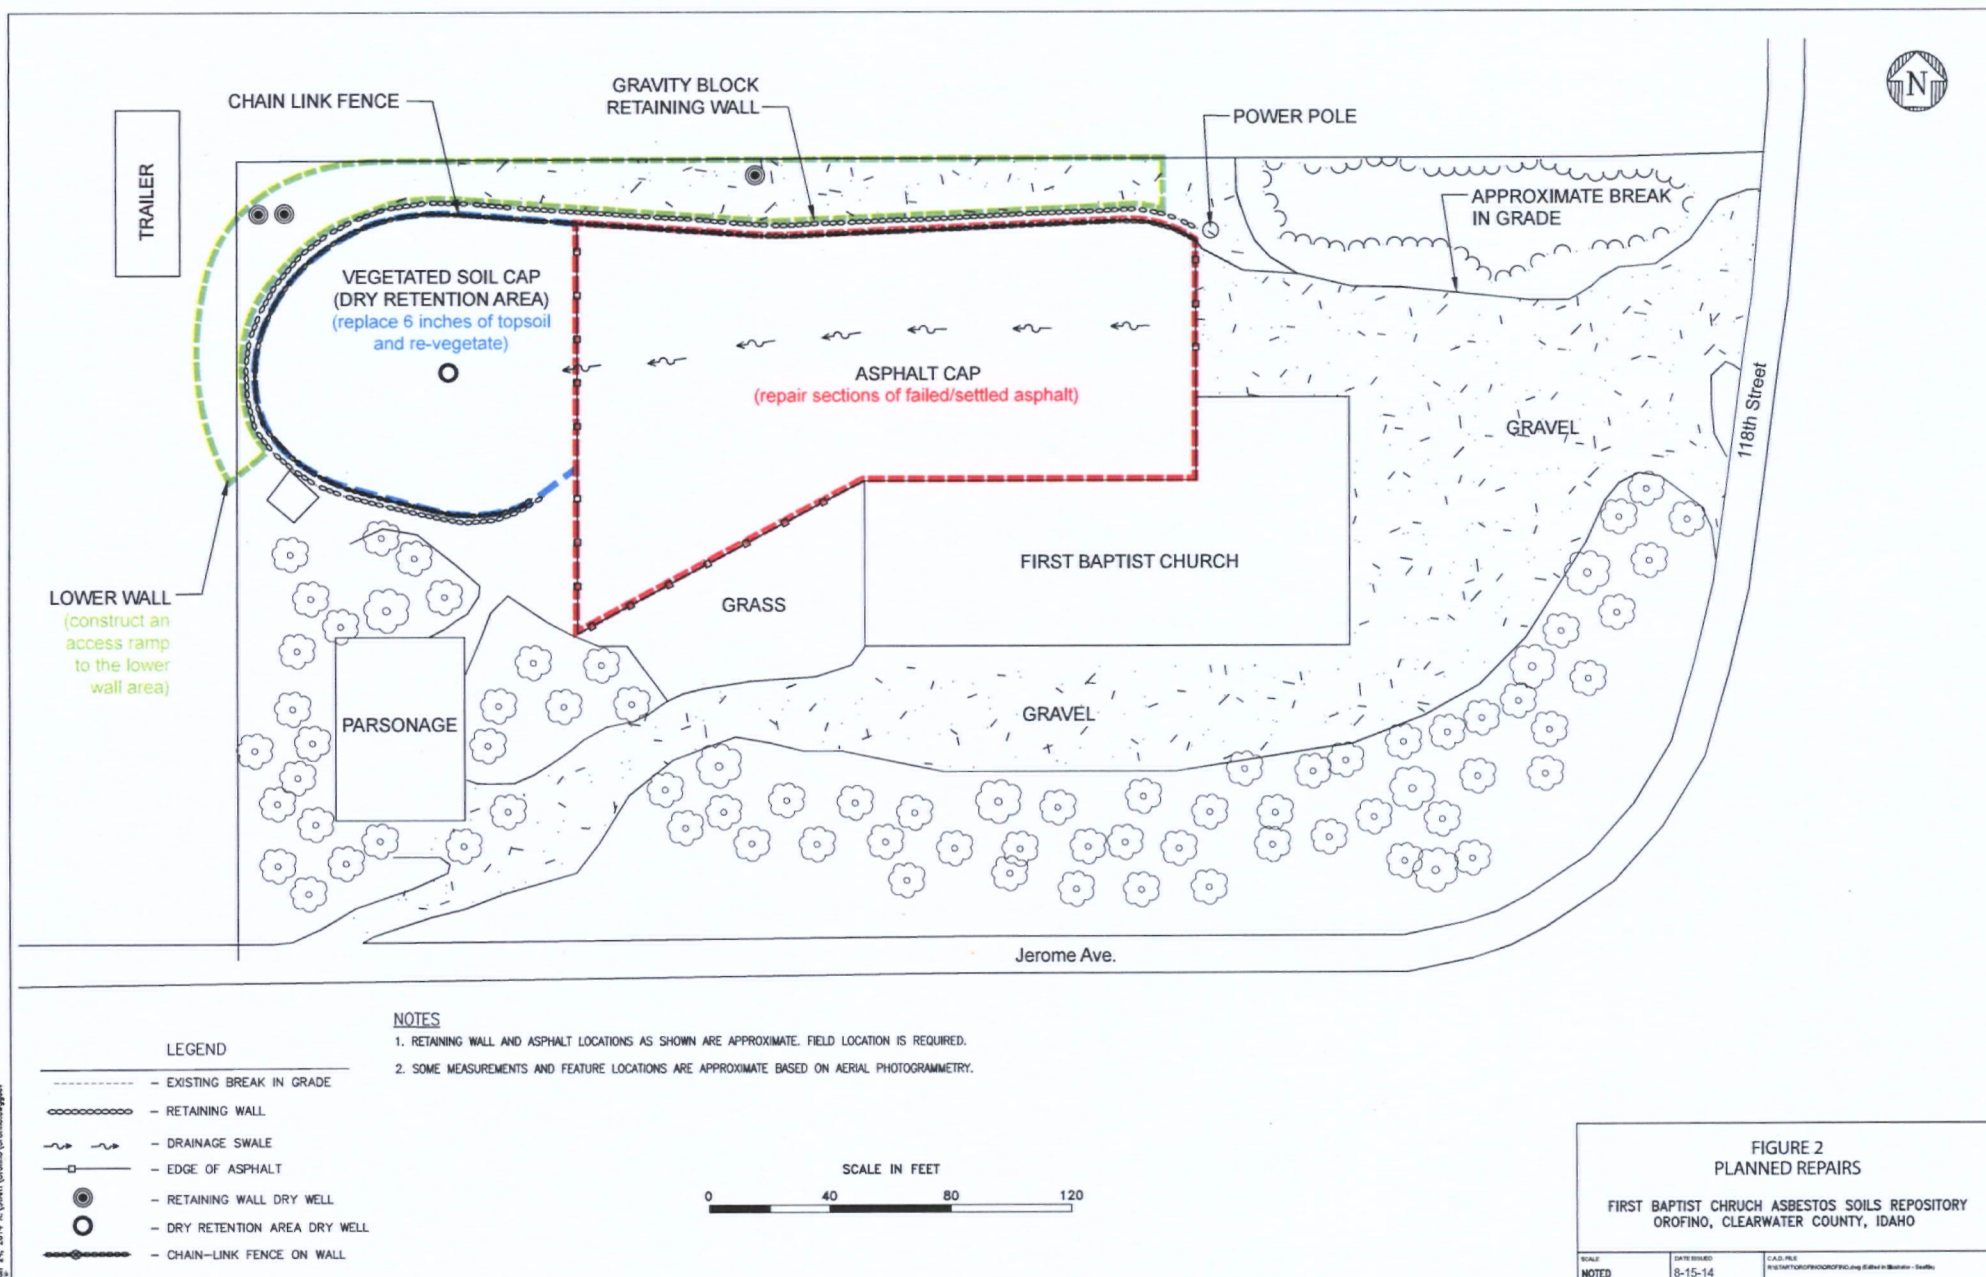 N
CHAIN LINK FENCE
GRAVITY BLOCK
RETAINING WALL
POWER POLE
TRAILER
APPROXIMATE BREAK
IN GRADE
VEGETATED SOIL CAP
(DRY RETENTION AREA)
(replace 6 inches of topsoil
and re-vegetate)
ASPHALT CAP
(repair sections of failed/settled asphalt)
GRAVEL
118th Street
FIRST BAPTIST CHURCH
GRASS
LOWER WALL
(construct an
access ramp
to the lower
wall area)
PARSONAGE
GRAVEL
Jerome Ave.
LEGEND
- EXISTING BREAK IN GRADE
- RETAINING WALL
- DRAINAGE SWALE
- EDGE OF ASPHALT
- RETAINING WALL DRY WELL
- DRY RETENTION AREA DRY WELL
- CHAIN-LINK FENCE ON WALL
NOTES
1. RETAINING WALL AND ASPHALT LOCATIONS AS SHOWN ARE APPROXIMATE. FIELD LOCATION IS REQUIRED.
2. SOME MEASUREMENTS AND FEATURE LOCATIONS ARE APPROXIMATE BASED ON AERIAL PHOTOGRAMMETRY.
SCALE IN FEET
0 40 80 120
FIGURE 2
PLANNED REPAIRS
FIRST BAPTIST CHRUCH ASBESTOS SOILS REPOSITORY
OROFINO, CLEARWATER COUNTY, IDAHO
SCALE
NOTED
DATE ISSUED
8-15-14
C.A.D. FILE